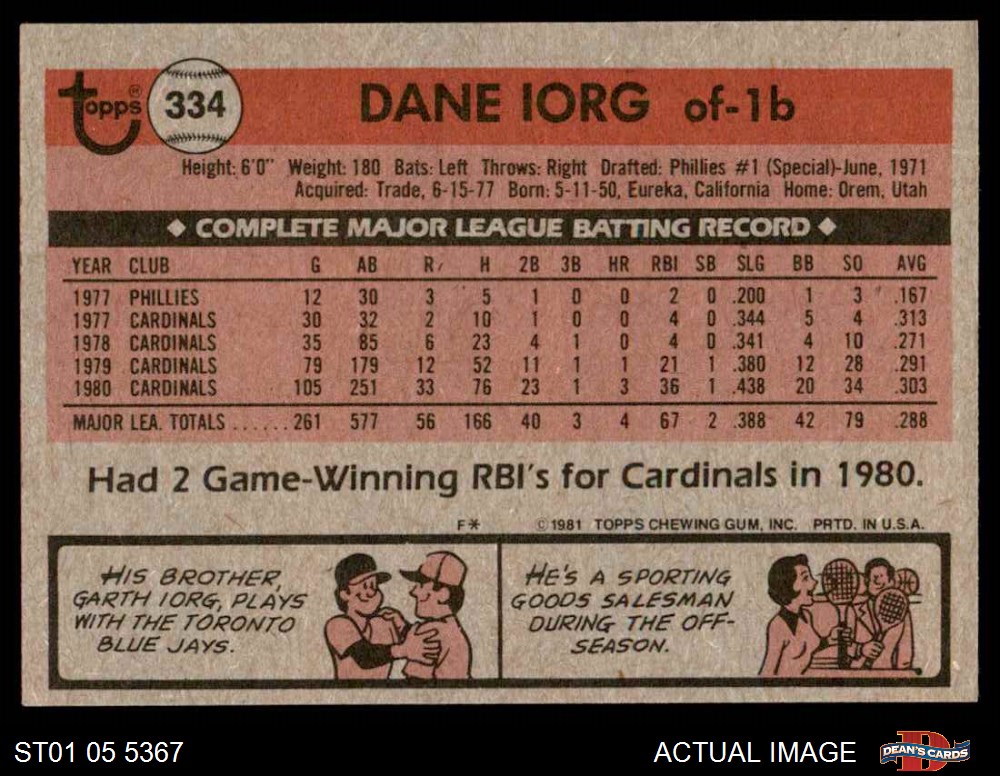 topps® 334 DANE IORG of-1b
Height: 6'0" Weight: 180 Bats: Left Throws: Right Drafted: Phillies #1 (Special)-June, 1971
Acquired: Trade, 6-15-77 Born: 5-11-50, Eureka, California Home: Orem, Utah
◆ COMPLETE MAJOR LEAGUE BATTING RECORD ◆
YEAR CLUB G AB R H 2B 3B HR RBI SB SLG BB SO AVG
1977 PHILLIES 12 30 3 5 1 0 0 2 0 .200 1 3 .167
1977 CARDINALS 30 32 2 10 1 0 0 4 0 .344 5 4 .313
1978 CARDINALS 35 85 6 23 4 1 0 4 0 .341 4 10 .271
1979 CARDINALS 79 179 12 52 11 1 1 21 1 .380 12 28 .291
1980 CARDINALS 105 251 33 76 23 1 3 36 1 .438 20 34 .303
MAJOR LEA. TOTALS ......261 577 56 166 40 3 4 67 2 .388 42 79 .288
Had 2 Game-Winning RBI's for Cardinals in 1980.
F* © 1981 TOPPS CHEWING GUM, INC. PRTD. IN U.S.A.
HIS BROTHER,
GARTH IORG, PLAYS
WITH THE TORONTO
BLUE JAYS.
HE'S A SPORTING
GOODS SALESMAN
DURING THE OFF-
SEASON.
ST01 05 5367 ACTUAL IMAGE D DEAN'S CARDS